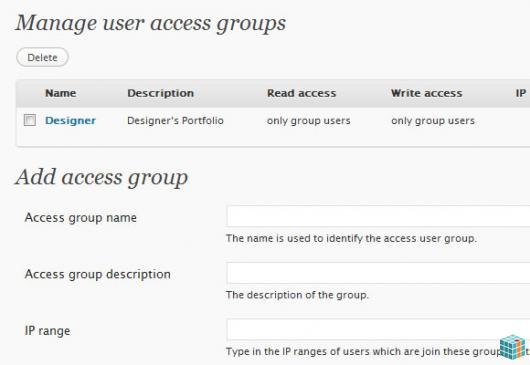 Manage user access groups
Delete
Name Description Read access Write access IP
Designer Designer's Portfolio only group users only group users
Add access group
Access group name
The name is used to identify the access user group.
Access group description
The description of the group.
IP range
Type in the IP ranges of users which are join these group